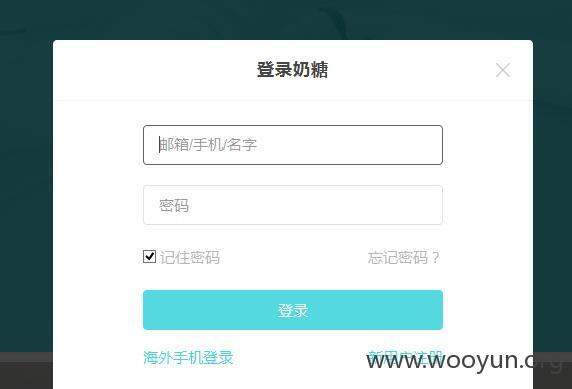 登录奶糖
邮箱/手机/名字
密码
记住密码 忘记密码？
登录
海外手机登录 新用户注册
www.wooyun.org